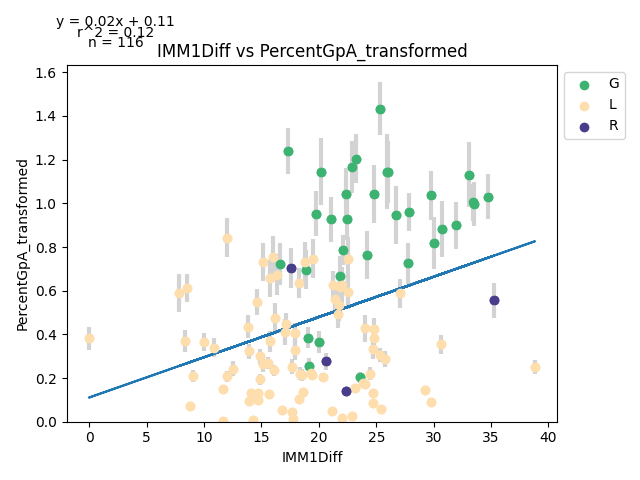 y = 0.02x + 0.11
r^2 = 0.12
n = 116
IMM1Diff vs PercentGpA_transformed
G
L
R
PercentGpA_transformed
1.6
1.4
1.2
1.0
0.8
0.6
0.4
0.2
0.0
0
5
10
15
20
25
30
35
40
IMM1Diff